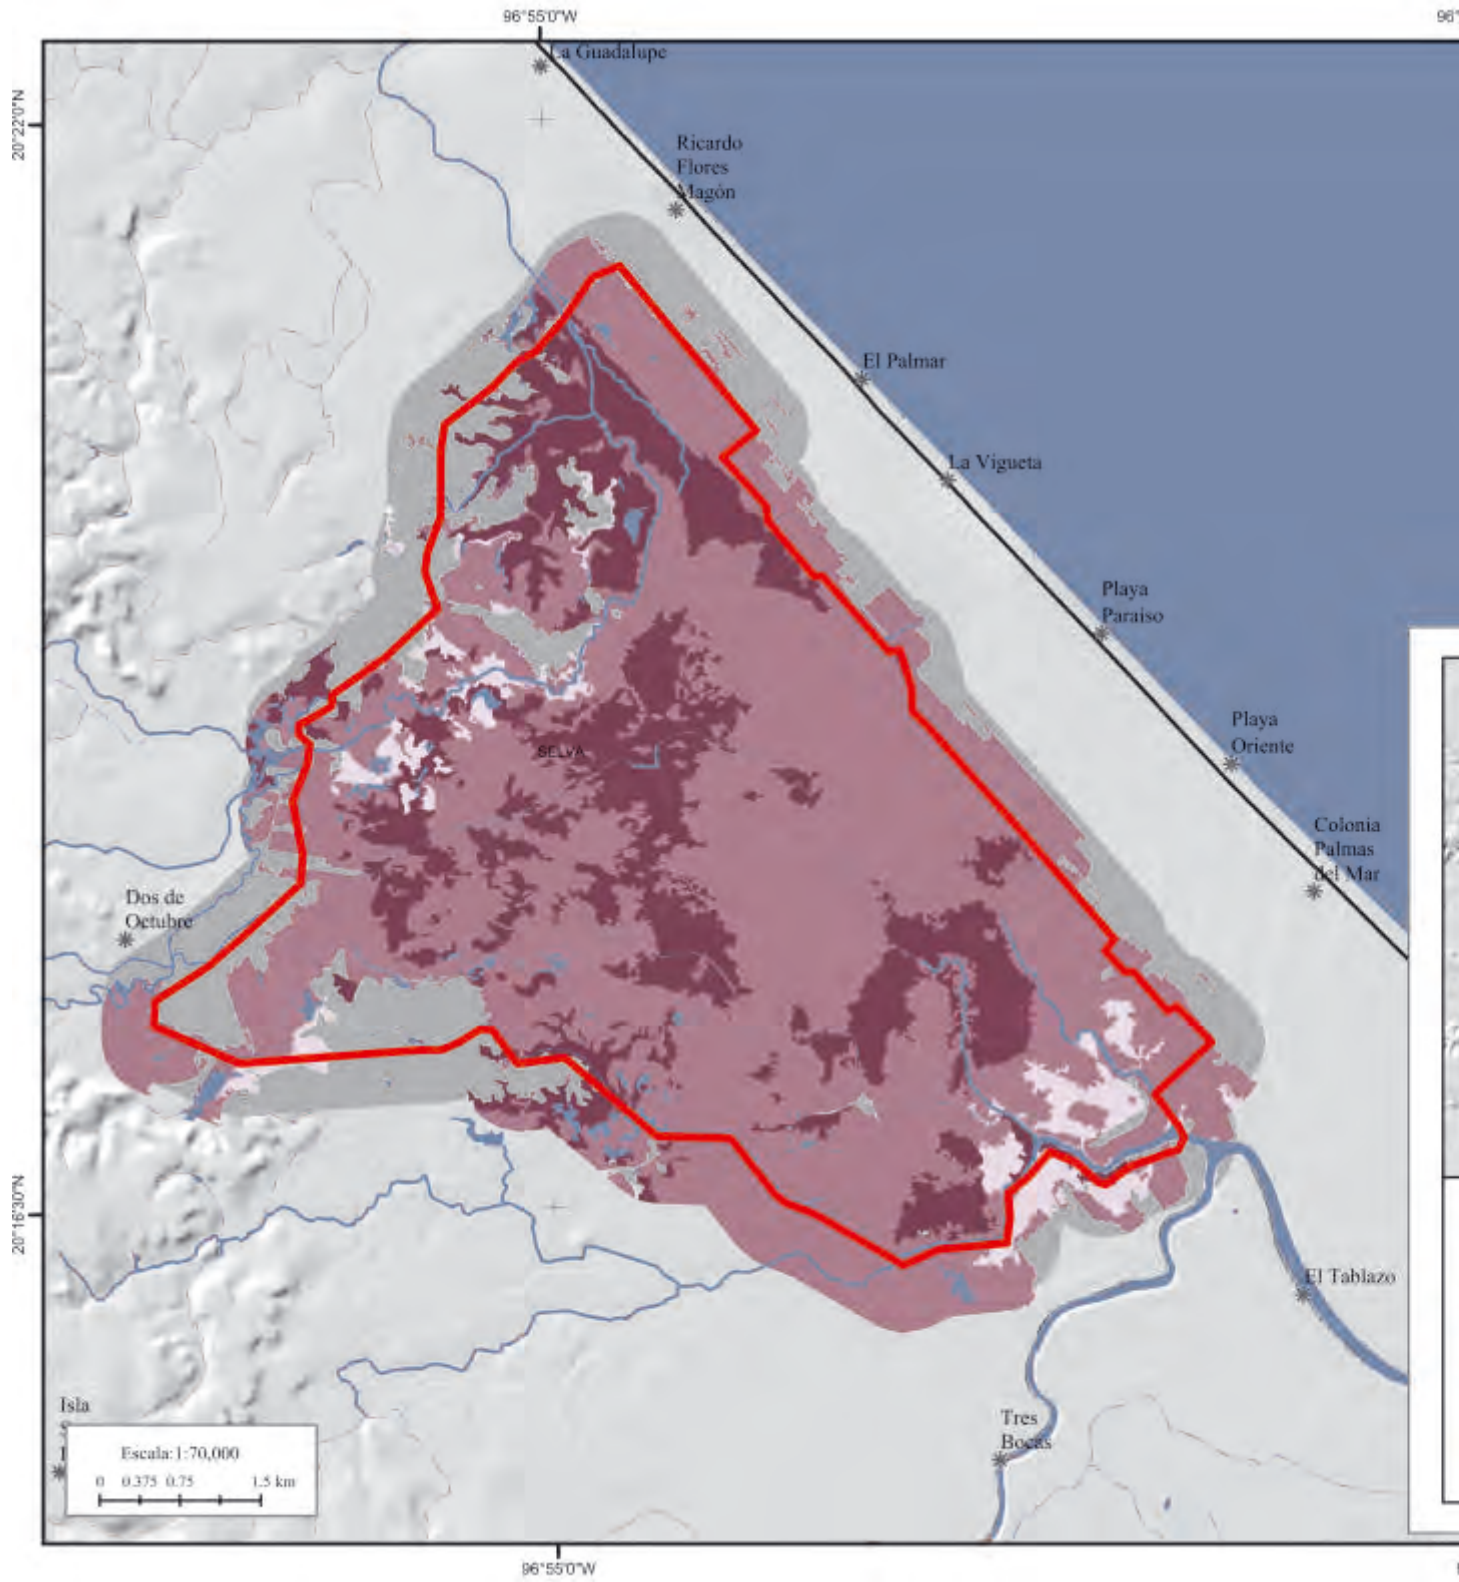 96°55'0"W
96°
20°22'0"N
La Guadalupe
Ricardo
Flores
Magón
El Palmar
La Vigueta
Playa
Paraiso
Playa
Oriente
Colonia
Palmas
del Mar
SELVA
Dos de
Octubre
20°16'30"N
El Tablazo
Tres
Bocas
Isla
Escala:1:70,000
0 0.375 0.75 1.5 km
96°55'0"W